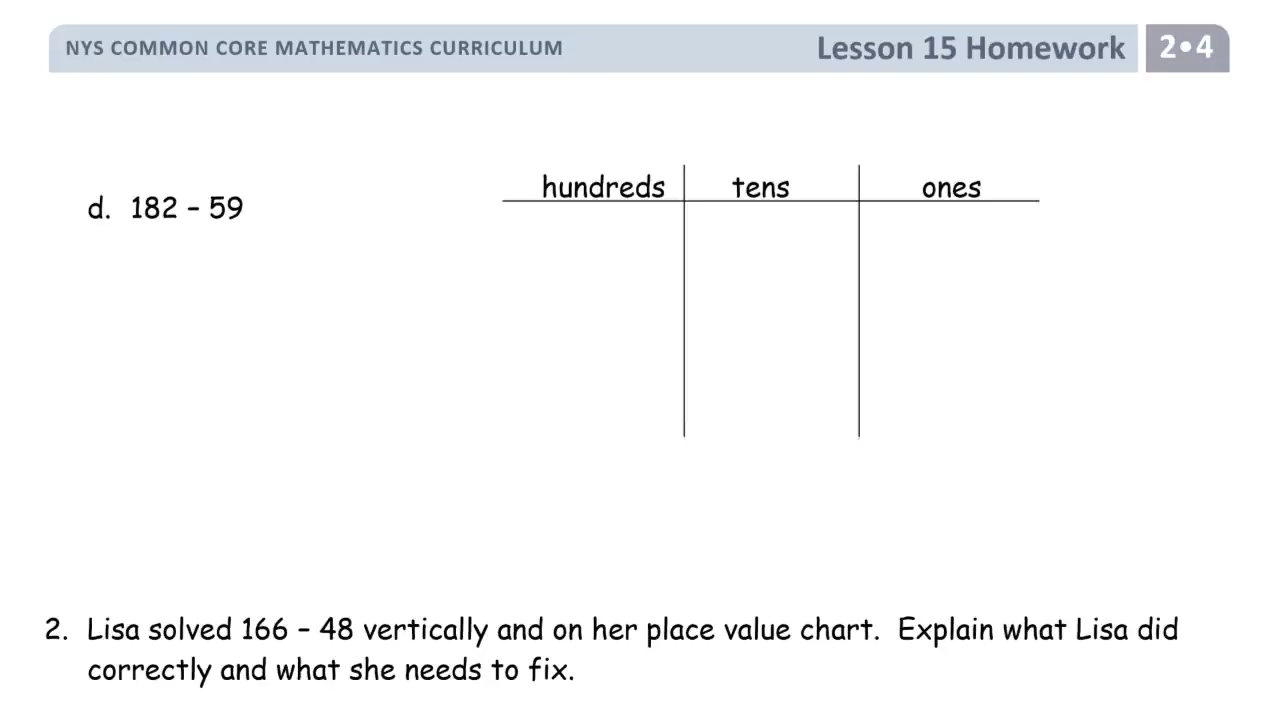 NYS COMMON CORE MATHEMATICS CURRICULUM Lesson 15 Homework 2•4
hundreds tens ones
d. 182 – 59
2. Lisa solved 166 – 48 vertically and on her place value chart. Explain what Lisa did
correctly and what she needs to fix.